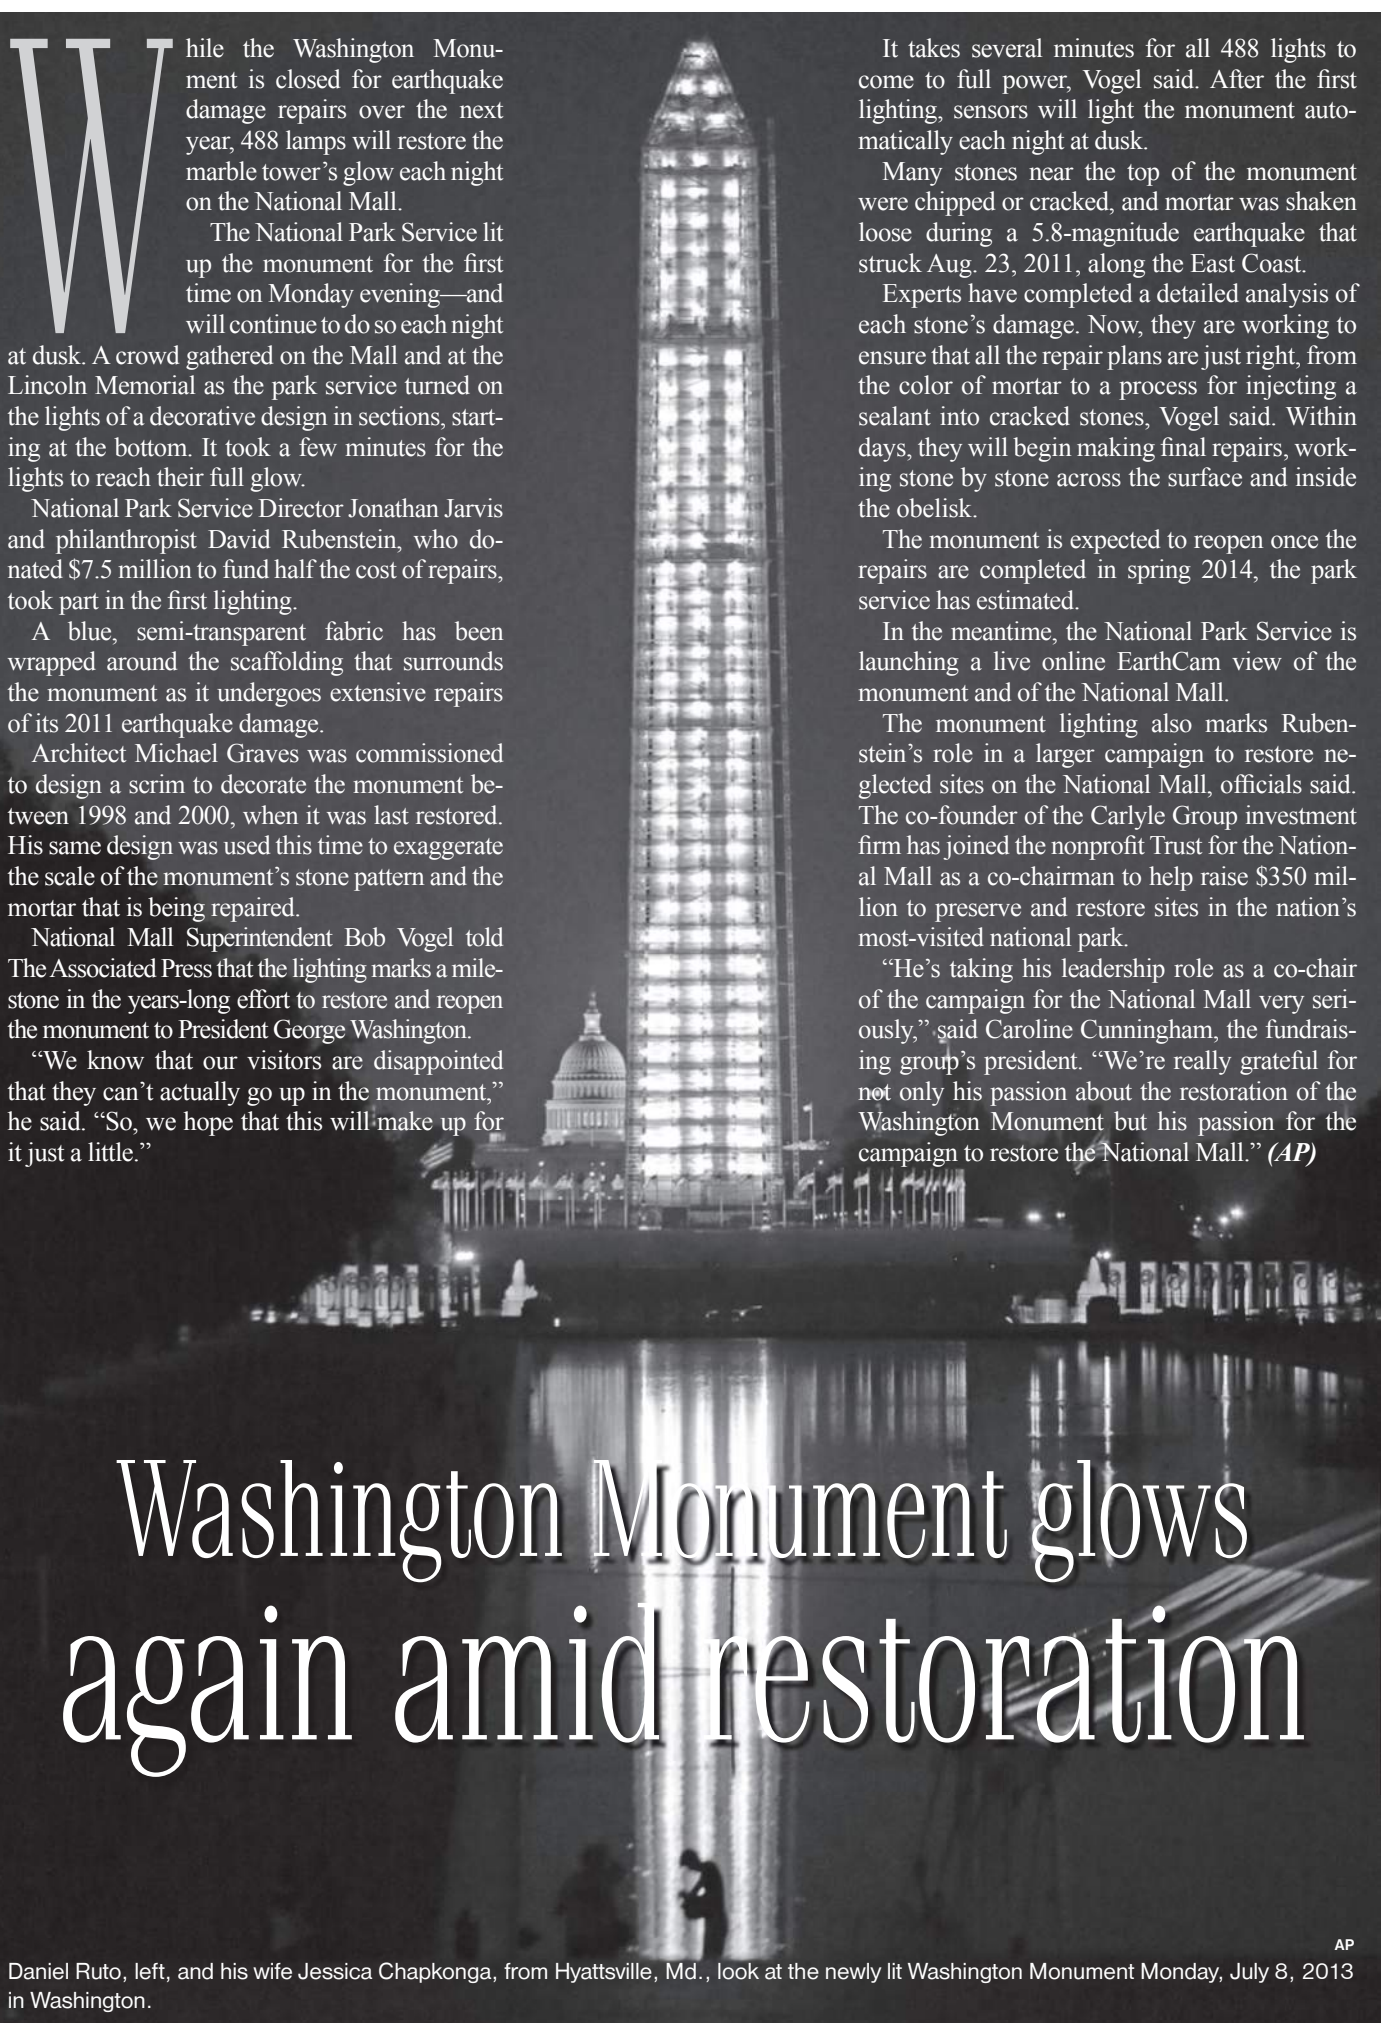 While the Washington Monu-
ment is closed for earthquake
damage repairs over the next
year, 488 lamps will restore the
marble tower’s glow each night
on the National Mall.
The National Park Service lit
up the monument for the first
time on Monday evening—and
will continue to do so each night
at dusk. A crowd gathered on the Mall and at the
Lincoln Memorial as the park service turned on
the lights of a decorative design in sections, start-
ing at the bottom. It took a few minutes for the
lights to reach their full glow.
National Park Service Director Jonathan Jarvis
and philanthropist David Rubenstein, who do-
nated $7.5 million to fund half the cost of repairs,
took part in the first lighting.
A blue, semi-transparent fabric has been
wrapped around the scaffolding that surrounds
the monument as it undergoes extensive repairs
of its 2011 earthquake damage.
Architect Michael Graves was commissioned
to design a scrim to decorate the monument be-
tween 1998 and 2000, when it was last restored.
His same design was used this time to exaggerate
the scale of the monument’s stone pattern and the
mortar that is being repaired.
National Mall Superintendent Bob Vogel told
The Associated Press that the lighting marks a mile-
stone in the years-long effort to restore and reopen
the monument to President George Washington.
“We know that our visitors are disappointed
that they can’t actually go up in the monument,”
he said. “So, we hope that this will make up for
it just a little.”
It takes several minutes for all 488 lights to
come to full power, Vogel said. After the first
lighting, sensors will light the monument auto-
matically each night at dusk.
Many stones near the top of the monument
were chipped or cracked, and mortar was shaken
loose during a 5.8-magnitude earthquake that
struck Aug. 23, 2011, along the East Coast.
Experts have completed a detailed analysis of
each stone’s damage. Now, they are working to
ensure that all the repair plans are just right, from
the color of mortar to a process for injecting a
sealant into cracked stones, Vogel said. Within
days, they will begin making final repairs, work-
ing stone by stone across the surface and inside
the obelisk.
The monument is expected to reopen once the
repairs are completed in spring 2014, the park
service has estimated.
In the meantime, the National Park Service is
launching a live online EarthCam view of the
monument and of the National Mall.
The monument lighting also marks Ruben-
stein’s role in a larger campaign to restore ne-
glected sites on the National Mall, officials said.
The co-founder of the Carlyle Group investment
firm has joined the nonprofit Trust for the Nation-
al Mall as a co-chairman to help raise $350 mil-
lion to preserve and restore sites in the nation’s
most-visited national park.
“He’s taking his leadership role as a co-chair
of the campaign for the National Mall very seri-
ously,” said Caroline Cunningham, the fundrais-
ing group’s president. “We’re really grateful for
not only his passion about the restoration of the
Washington Monument but his passion for the
campaign to restore the National Mall.” (AP)
Washington Monument glows
again amid restoration
AP
Daniel Ruto, left, and his wife Jessica Chapkonga, from Hyattsville, Md., look at the newly lit Washington Monument Monday, July 8, 2013
in Washington.